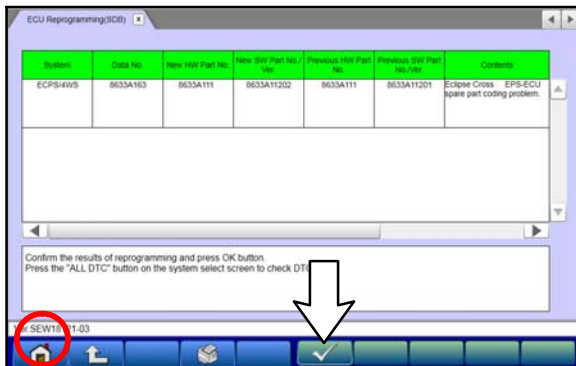 ECU Reprogramming(SDB)
System Data No. New HW Part No. New SW Part No./Ver. Previous HW Part No. Previous SW Part No./Ver. Contents
ECPS/4WS 8633A163 8633A111 8633A11202 8633A111 8633A11201 Eclipse Cross EPS-ECU
spare part coding problem.
Confirm the results of reprogramming and press OK button.
Press the "ALL DTC" button on the system select screen to check